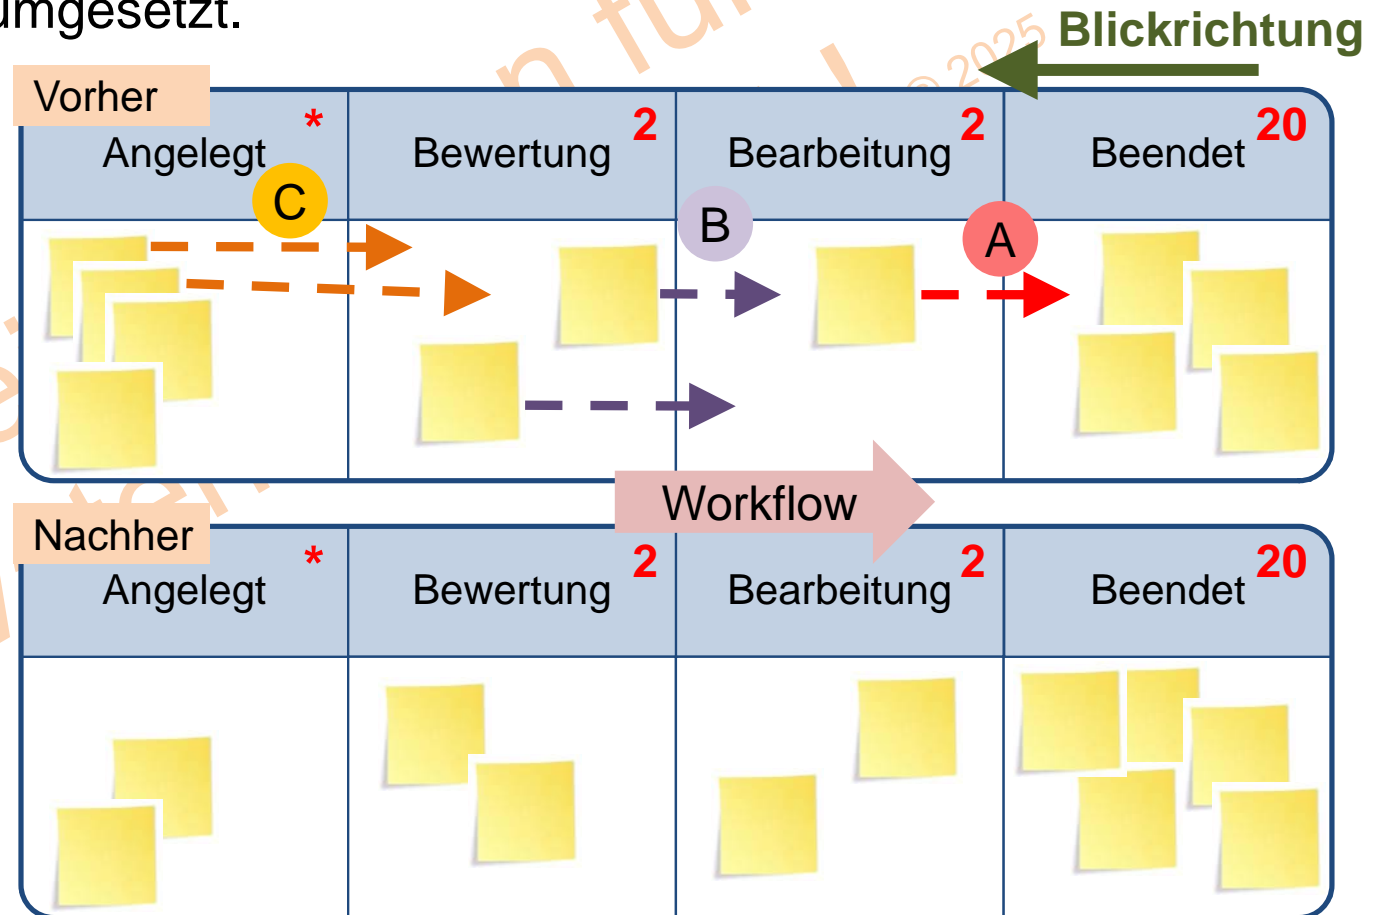 umgesetzt.
© 2025
Blickrichtung
Vorher
Angelegt *
Bewertung 2
Bearbeitung 2
Beendet 20
C
B
A
Workflow
Nachher
Angelegt *
Bewertung 2
Bearbeitung 2
Beendet 20